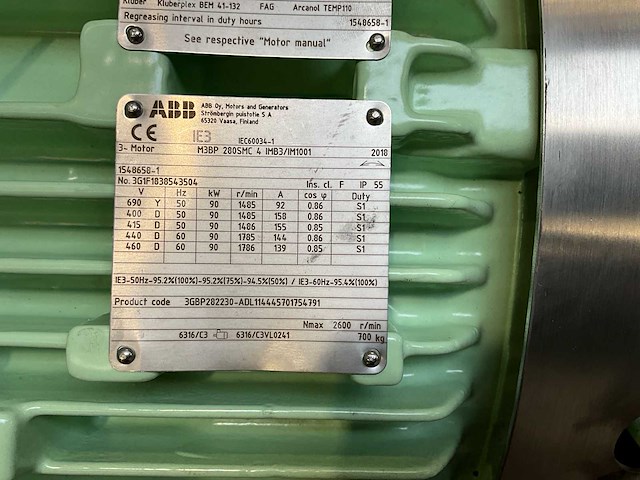 Kluber Kluberplex BEM 41-132 FAG Arcanol TEMP110
Regreasing interval in duty hours
1548658-1
See respective "Motor manual"
ABB ABB Oy, Motors and Generators
Strömbergin puistotie 5 A
65320 Vaasa, Finland
CE IE3 IEC60034-1
3~ Motor M3BP 280SMC 4 IMB3/IM1001 2018
1548658-1
No. 3G1F1838543504 Ins. cl. F IP 55
V Hz kW r/min A cos φ Duty
690 Y 50 90 1485 92 0.86 S1
400 D 50 90 1485 158 0.86 S1
415 D 50 90 1486 155 0.85 S1
440 D 60 90 1785 144 0.86 S1
460 D 60 90 1786 139 0.85 S1
IE3-50Hz-95.2%(100%)-95.2%(75%)-94.5%(50%) / IE3-60Hz-95.4%(100%)
Product code 3GBP282230-ADL114445701754791
Nmax 2600 r/min
6316/C3 6316/C3VL0241 700 kg